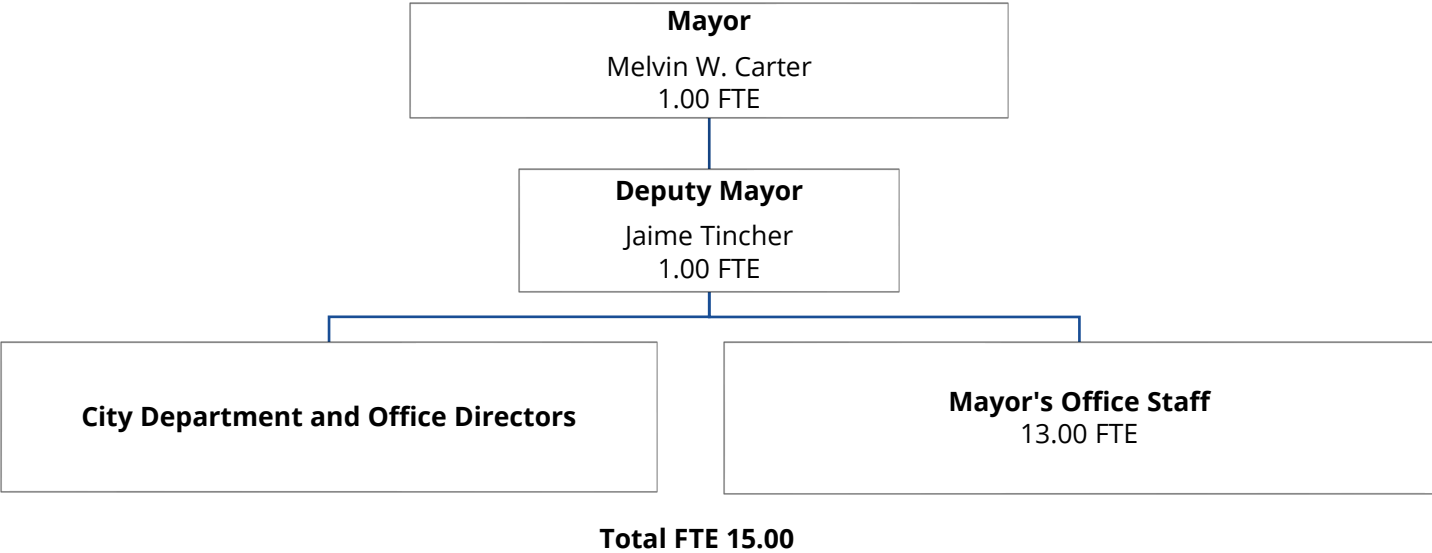 Mayor
Melvin W. Carter
1.00 FTE
Deputy Mayor
Jaime Tincher
1.00 FTE
City Department and Office Directors
Mayor's Office Staff
13.00 FTE
Total FTE 15.00